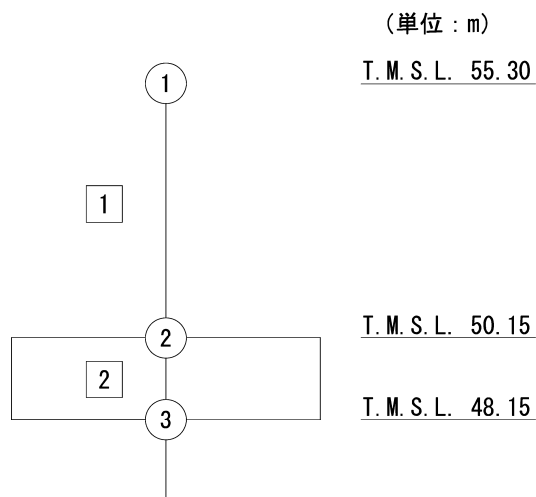 (単位:m)
① T.M.S.L. 55.30
1
② T.M.S.L. 50.15
2
③ T.M.S.L. 48.15